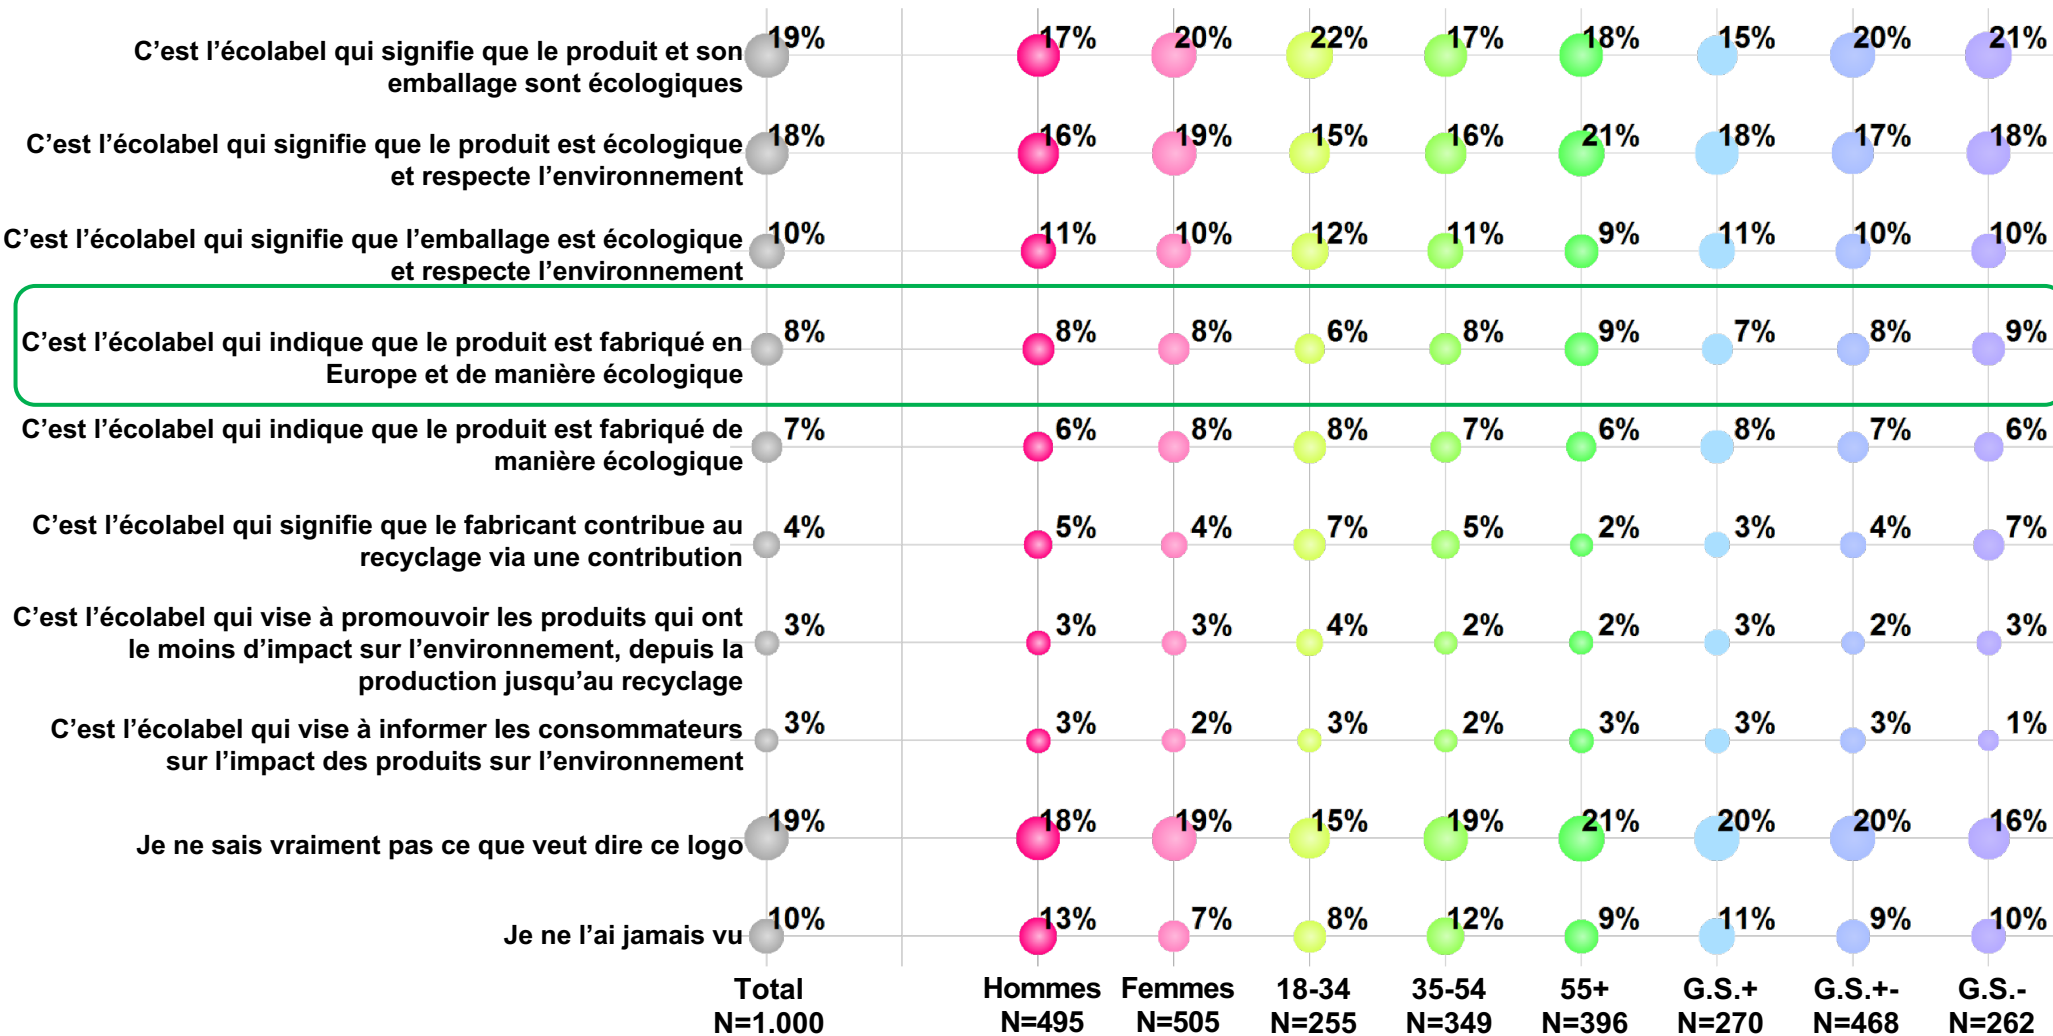 C'est l'écolabel qui signifie que le produit et son
emballage sont écologiques
19% 17% 20% 22% 17% 18% 15% 20% 21%
C'est l'écolabel qui signifie que le produit est écologique
et respecte l'environnement
18% 16% 19% 15% 16% 21% 18% 17% 18%
C'est l'écolabel qui signifie que l'emballage est écologique
et respecte l'environnement
10% 11% 10% 12% 11% 9% 11% 10% 10%
C'est l'écolabel qui indique que le produit est fabriqué en
Europe et de manière écologique
8% 8% 8% 6% 8% 9% 7% 8% 9%
C'est l'écolabel qui indique que le produit est fabriqué de
manière écologique
7% 6% 8% 8% 7% 6% 8% 7% 6%
C'est l'écolabel qui signifie que le fabricant contribue au
recyclage via une contribution
4% 5% 4% 7% 5% 2% 3% 4% 7%
C'est l'écolabel qui vise à promouvoir les produits qui ont
le moins d'impact sur l'environnement, depuis la
production jusqu'au recyclage
3% 3% 3% 4% 2% 2% 3% 2% 3%
C'est l'écolabel qui vise à informer les consommateurs
sur l'impact des produits sur l'environnement
3% 3% 2% 3% 2% 3% 3% 3% 1%
Je ne sais vraiment pas ce que veut dire ce logo
19% 18% 19% 15% 19% 21% 20% 20% 16%
Je ne l'ai jamais vu
10% 13% 7% 8% 12% 9% 11% 9% 10%
Total Hommes Femmes 18-34 35-54 55+ G.S.+ G.S.+- G.S.-
N=1.000 N=495 N=505 N=255 N=349 N=396 N=270 N=468 N=262